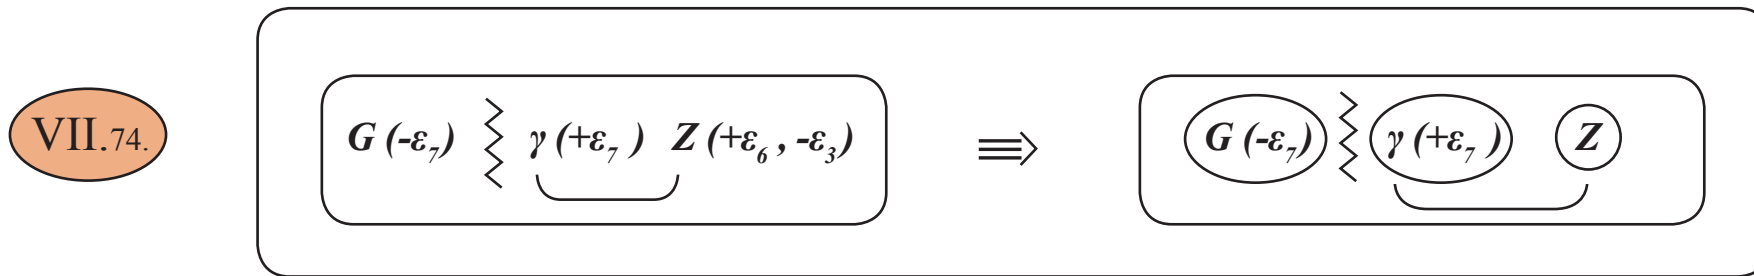 VII.74.
G (-ε₇) γ (+ε₇ ) Z (+ε₆ , -ε₃) ⇛ G (-ε₇) γ (+ε₇ ) Z